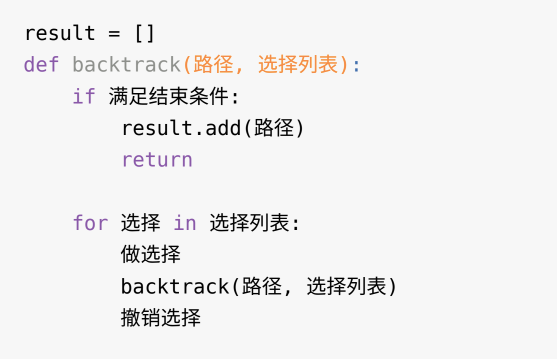 result = []
def backtrack(路径, 选择列表):
    if 满足结束条件:
        result.add(路径)
        return

    for 选择 in 选择列表:
        做选择
        backtrack(路径, 选择列表)
        撤销选择